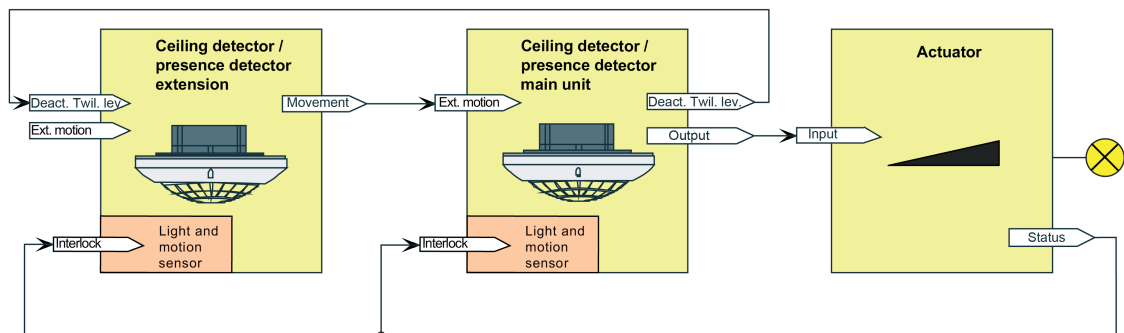 Ceiling detector /
presence detector
extension
Deact. Twil. lev.
Ext. motion
Movement
Interlock
Light and
motion
sensor
Ceiling detector /
presence detector
main unit
Ext. motion
Deact. Twil. lev.
Output
Interlock
Light and
motion
sensor
Actuator
Input
Status